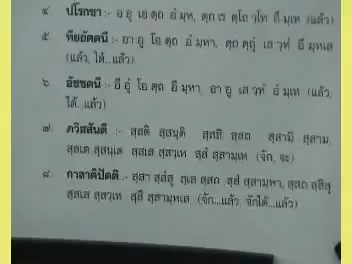 ๔. ปโรกขา :- อ อุ เอ ตฺถ อํ มฺห, ตฺถ เร ตฺโถ วฺโห อึ มฺเห (แล้ว)
๕. หิยัตตนี :- อา อู โอ ตฺถ อํ มฺหา, ตฺถ ตฺถุํ เส วฺหํ อึ มฺหเส
(แล้ว, ได้...แล้ว)
๖. อัชชตนี :- อี อุํ โอ ตฺถ อึ มฺหา, อา อู เส วฺหํ อํ มฺเห (แล้ว,
ได้...แล้ว)
๗. ภวิสสันติ :- สฺสติ สฺสนฺติ สฺสสิ สฺสถ สฺสามิ สฺสาม,
สฺสเต สฺสนฺเต สฺสเส สฺสวฺเห สฺสํ สฺสามฺเห (จัก, จะ)
๘. กาลาติปัตติ :- สฺสา สฺสํสุ สฺเส สฺสถ สฺสํ สฺสามฺหา, สฺสถ สฺสึสุ
สฺสเส สฺสวฺเห สฺสึ สฺสามฺหเส (จัก...แล้ว, จักได้...แล้ว)